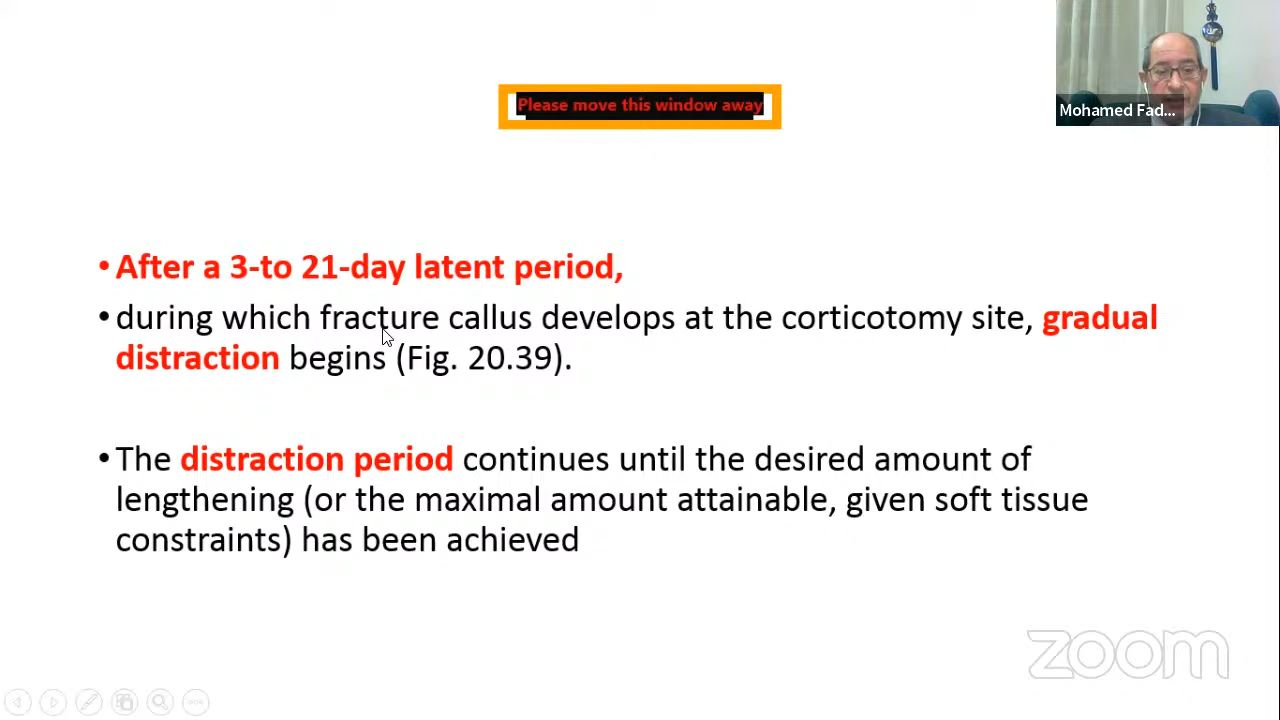 Please move this window away
Mohamed Fad...
• After a 3-to 21-day latent period,
• during which fracture callus develops at the corticotomy site, gradual
distraction begins (Fig. 20.39).
• The distraction period continues until the desired amount of
lengthening (or the maximal amount attainable, given soft tissue
constraints) has been achieved
zoom